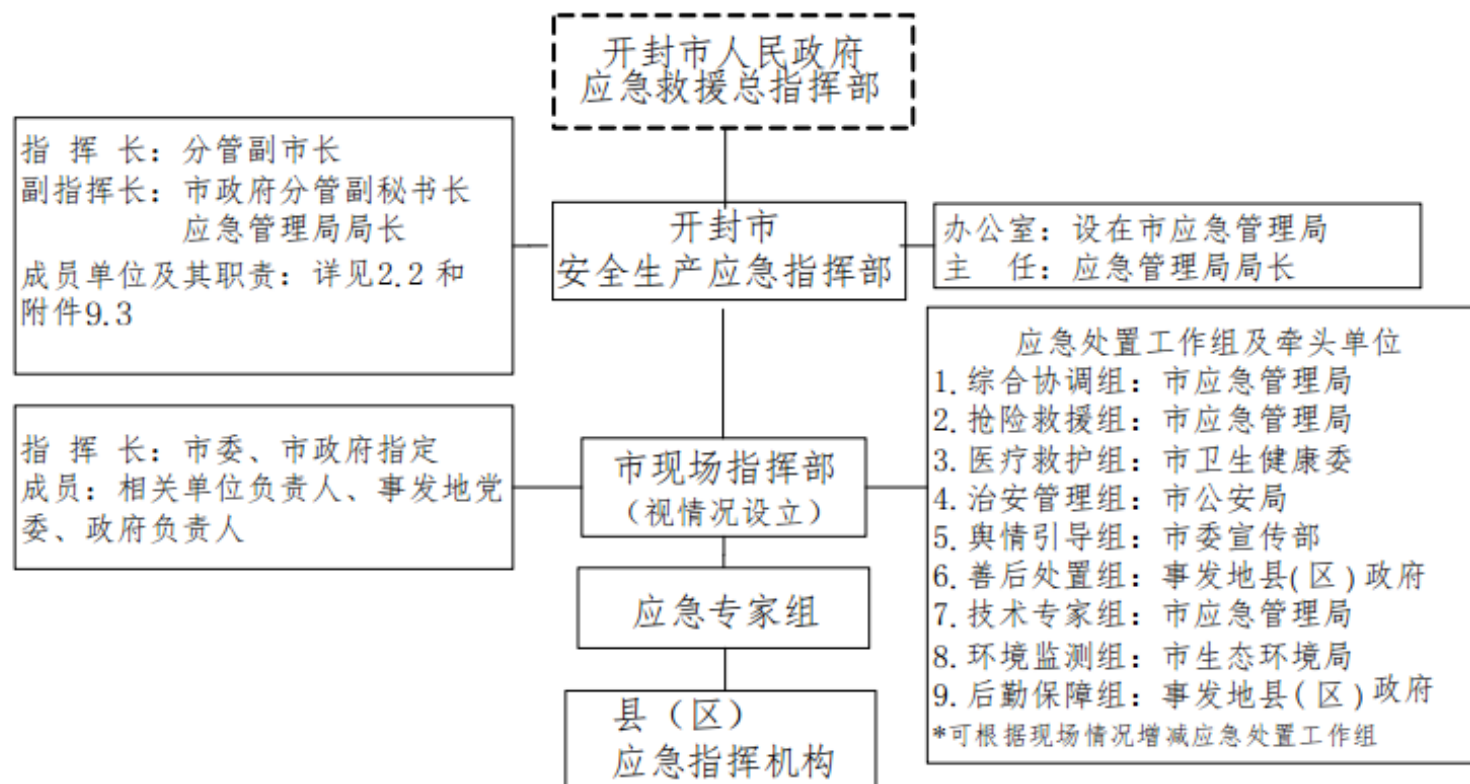 开封市人民政府
应急救援总指挥部
指 挥 长：分管副市长
副指挥长：市政府分管副秘书长
应急管理局局长
成员单位及其职责：详见2.2 和
附件9.3
开封市
安全生产应急指挥部
办公室：设在市应急管理局
主　任：应急管理局局长
指 挥 长：市委、市政府指定
成员：相关单位负责人、事发地党
委、政府负责人
市现场指挥部
（视情况设立）
应急处置工作组及牵头单位
1.综合协调组：市应急管理局
2.抢险救援组：市应急管理局
3.医疗救护组：市卫生健康委
4.治安管理组：市公安局
5.舆情引导组：市委宣传部
6.善后处置组：事发地县(区)政府
7.技术专家组：市应急管理局
8.环境监测组：市生态环境局
9.后勤保障组：事发地县(区)政府
*可根据现场情况增减应急处置工作组
应急专家组
县（区）
应急指挥机构